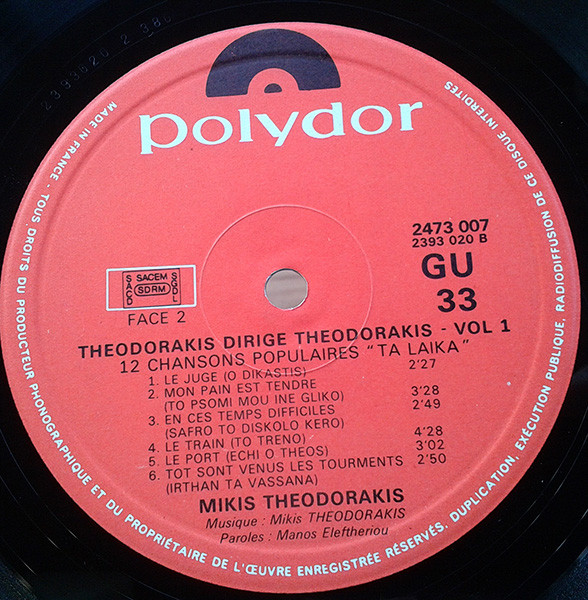 2393020 2 380
polydor
MADE IN FRANCE - TOUS DROITS DU PRODUCTEUR PHONOGRAPHIQUE ET DU PROPRIÉTAIRE DE L'ŒUVRE ENREGISTRÉE RÉSERVÉS. DUPLICATION, EXÉCUTION PUBLIQUE, RADIODIFFUSION DE CE DISQUE INTERDITES
2473 007
2393 020 B
GU
33
SACD SACEM SDRM SGDL
FACE 2
THEODORAKIS DIRIGE THEODORAKIS - VOL 1
12 CHANSONS POPULAIRES "TA LAIKA"
1. LE JUGE (O DIKASTIS) 2'27
2. MON PAIN EST TENDRE
(TO PSOMI MOU INE GLIKO) 3'28
3. EN CES TEMPS DIFFICILES 2'49
(SAFRO TO DISKOLO KERO)
4. LE TRAIN (TO TRENO) 4'28
5. LE PORT (ECHI O THEOS) 3'02
6. TOT SONT VENUS LES TOURMENTS 2'50
(IRTHAN TA VASSANA)
MIKIS THEODORAKIS
Musique : Mikis THEODORAKIS
Paroles : Manos Eleftheriou